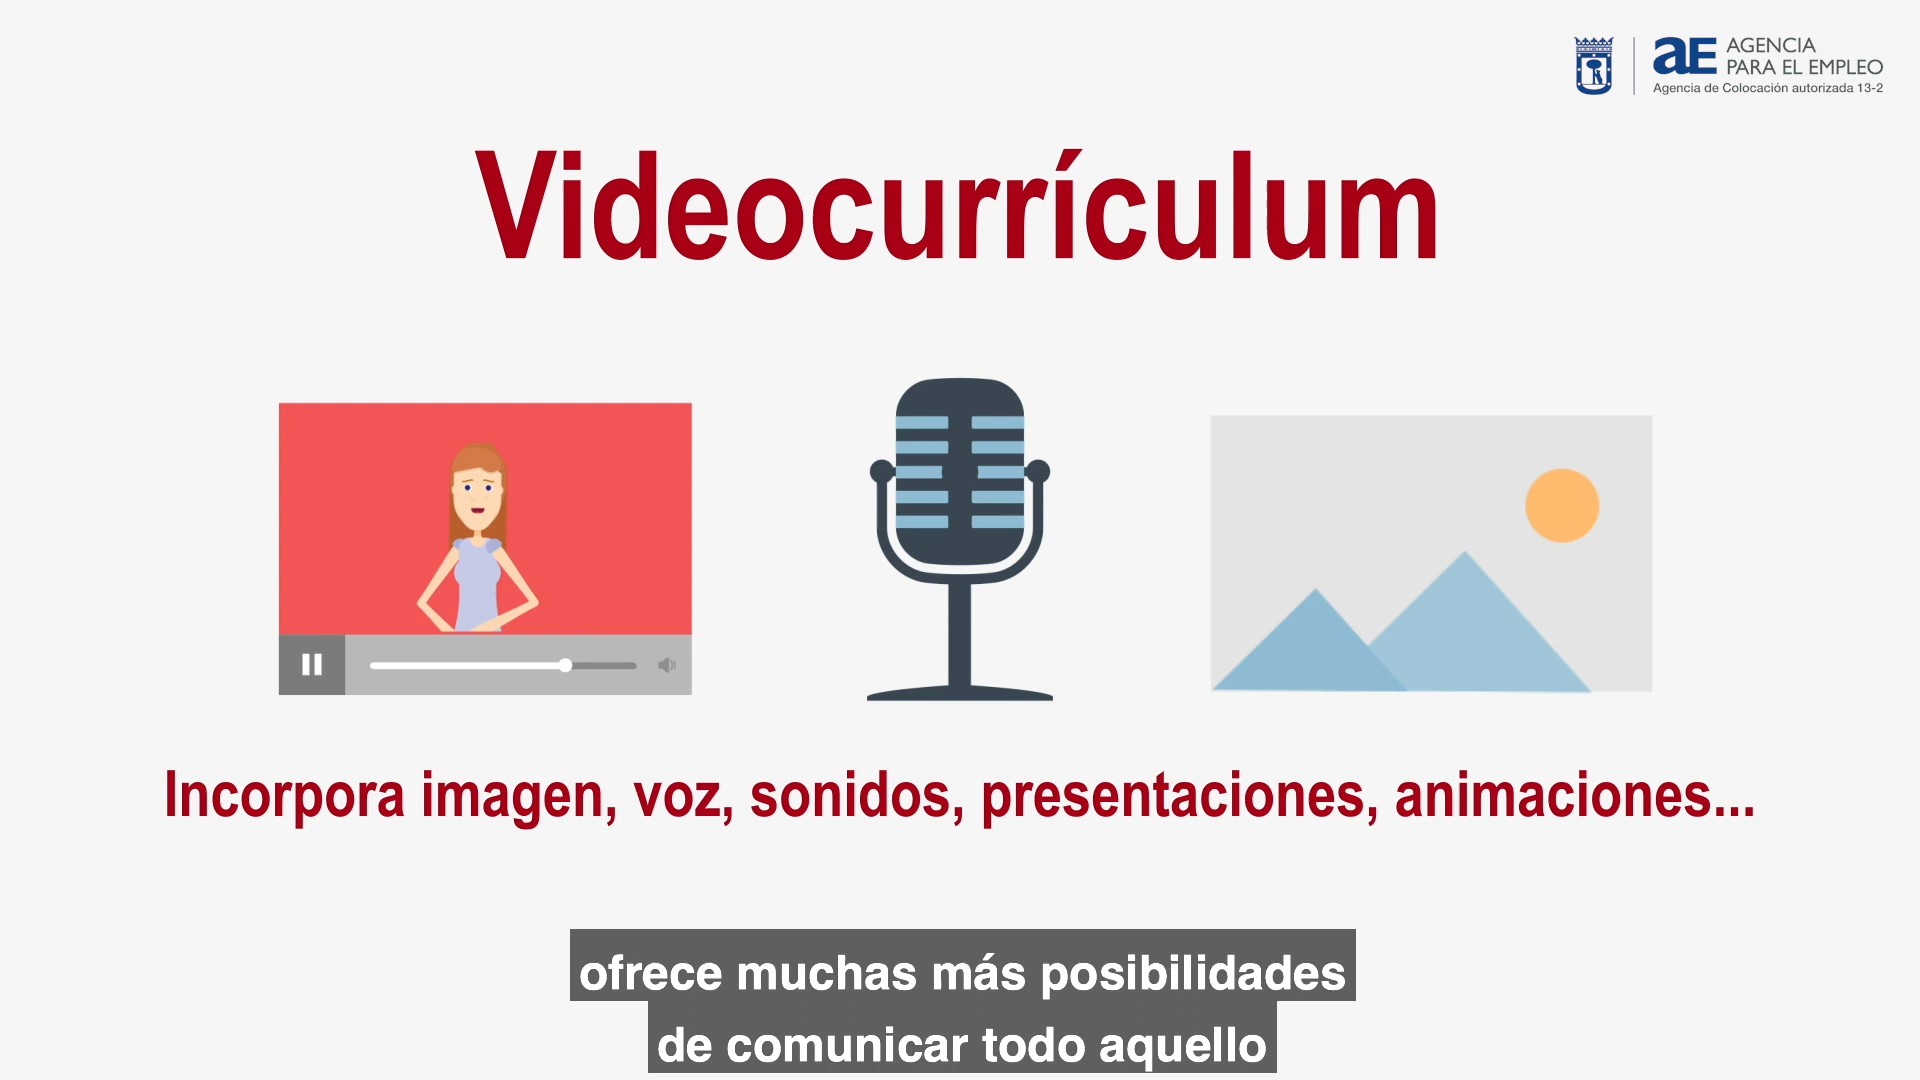 aE AGENCIA
PARA EL EMPLEO
Agencia de Colocación autorizada 13-2
Videocurrículum
Incorpora imagen, voz, sonidos, presentaciones, animaciones...
ofrece muchas más posibilidades
de comunicar todo aquello